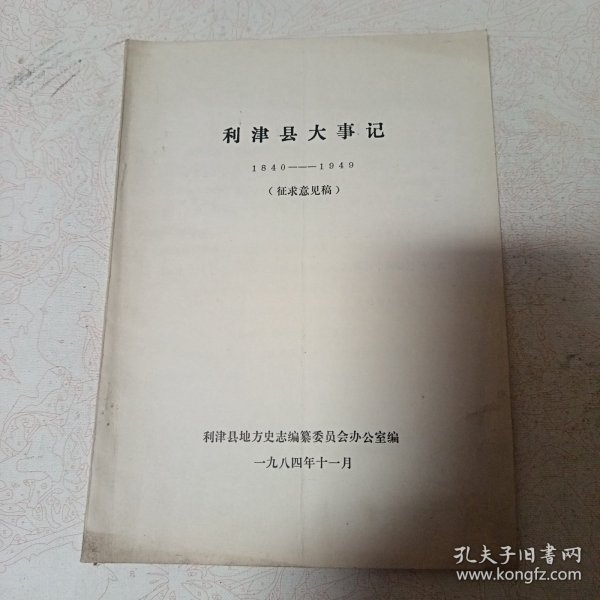 利津县大事记
1840———1949
（征求意见稿）
利津县地方史志编纂委员会办公室编
一九八四年十一月
孔夫子旧书网
www.kongfz.com